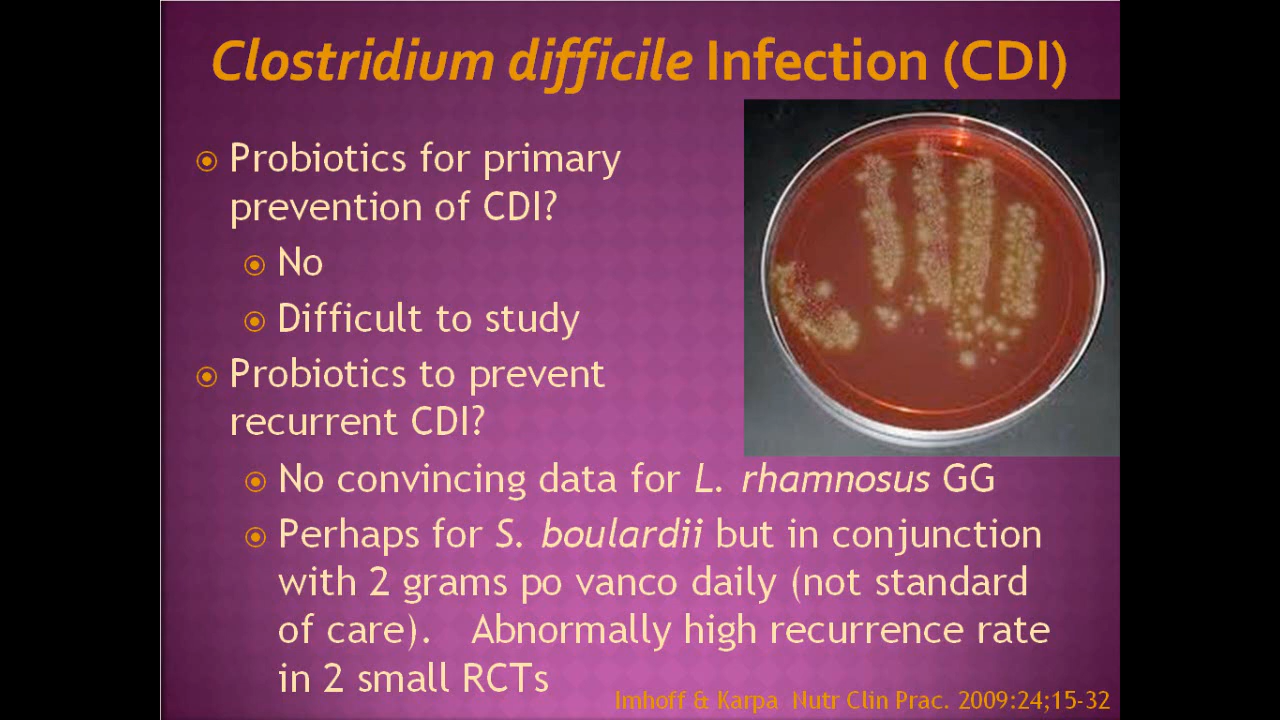 Clostridium difficile Infection (CDI)
Probiotics for primary
prevention of CDI?
No
Difficult to study
Probiotics to prevent
recurrent CDI?
No convincing data for L. rhamnosus GG
Perhaps for S. boulardii but in conjunction
with 2 grams po vanco daily (not standard
of care). Abnormally high recurrence rate
in 2 small RCTs
Imhoff & Karpa Nutr Clin Prac. 2009:24;15-32